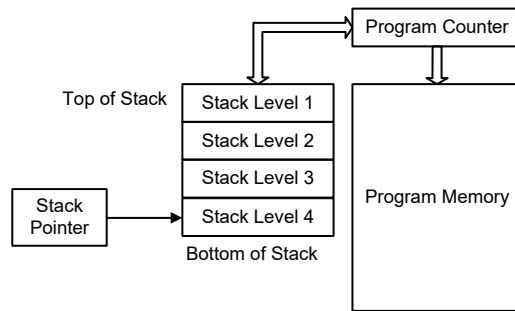 Program Counter
Top of Stack
Stack Level 1
Stack Level 2
Stack Level 3
Stack Level 4
Stack
Pointer
Bottom of Stack
Program Memory